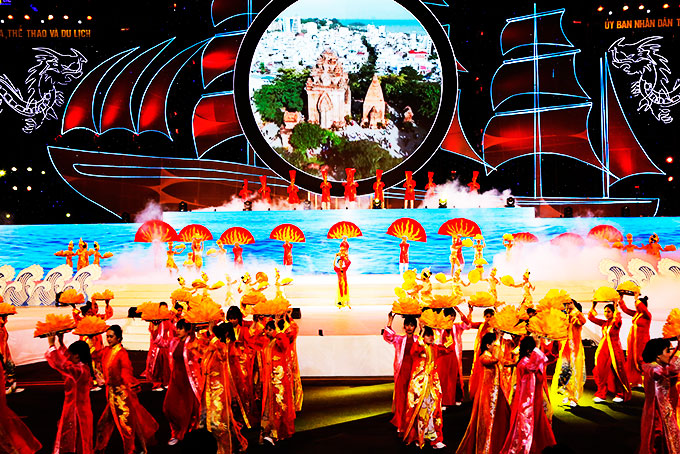 , THỂ THAO VÀ DU LỊCH
ỦY BAN NHÂN DÂN